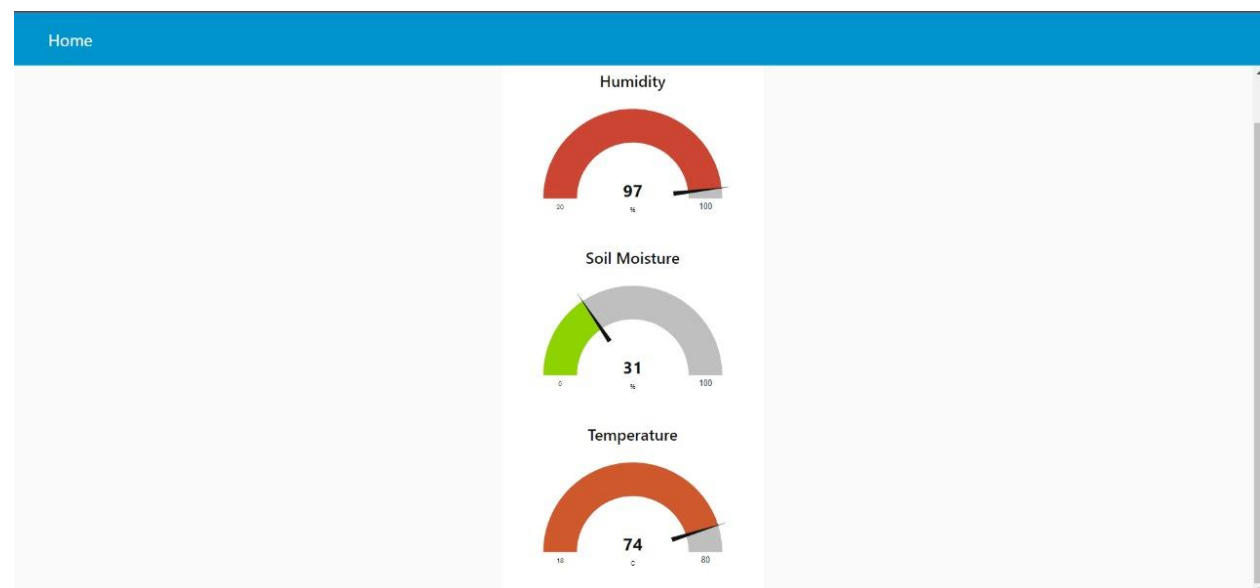 Home
Humidity
97
%
20 100
Soil Moisture
31
%
0 100
Temperature
74
C
18 80